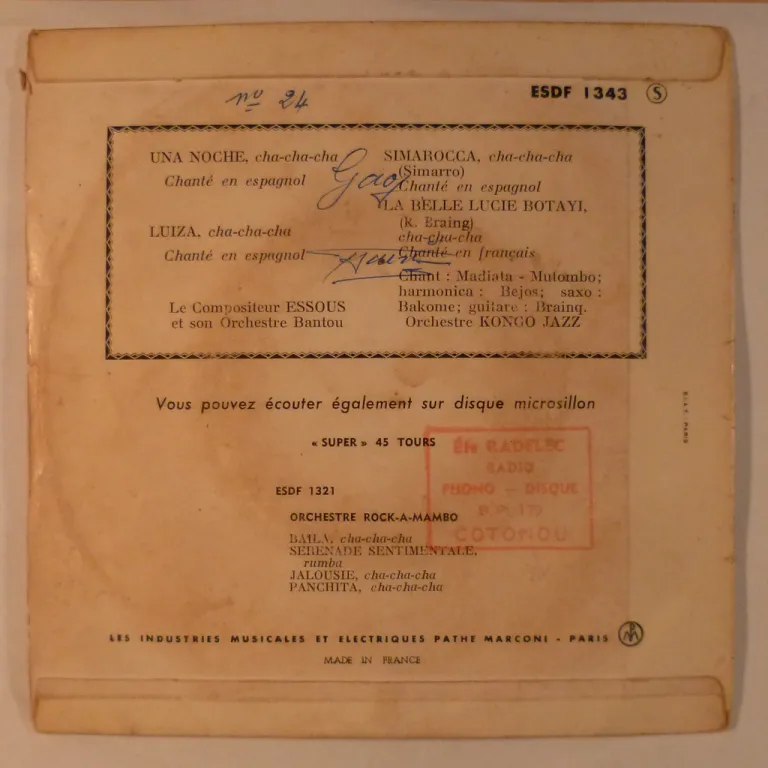 nº 24
ESDF 1343 S
UNA NOCHE, cha-cha-cha
Chanté en espagnol
LUIZA, cha-cha-cha
Chanté en espagnol
Le Compositeur ESSOUS
et son Orchestre Bantou
SIMAROCCA, cha-cha-cha
(Simarro)
Chanté en espagnol
LA BELLE LUCIE BOTAYI,
(R. Braing)
cha-cha-cha
Chanté en français
Chant : Madiata - Mutombo;
harmonica : Bejos; saxo :
Bakome; guitare : Brainq.
Orchestre KONGO JAZZ
Vous pouvez écouter également sur disque microsillon
« SUPER » 45 TOURS
ESDF 1321
ORCHESTRE ROCK-A-MAMBO
BAILA, cha-cha-cha
SERENADE SENTIMENTALE,
rumba
JALOUSIE, cha-cha-cha
PANCHITA, cha-cha-cha
Éts RADELEC
RADIO
PHONO — DISQUE
COTONOU
LES INDUSTRIES MUSICALES ET ELECTRIQUES PATHE MARCONI - PARIS
MADE IN FRANCE